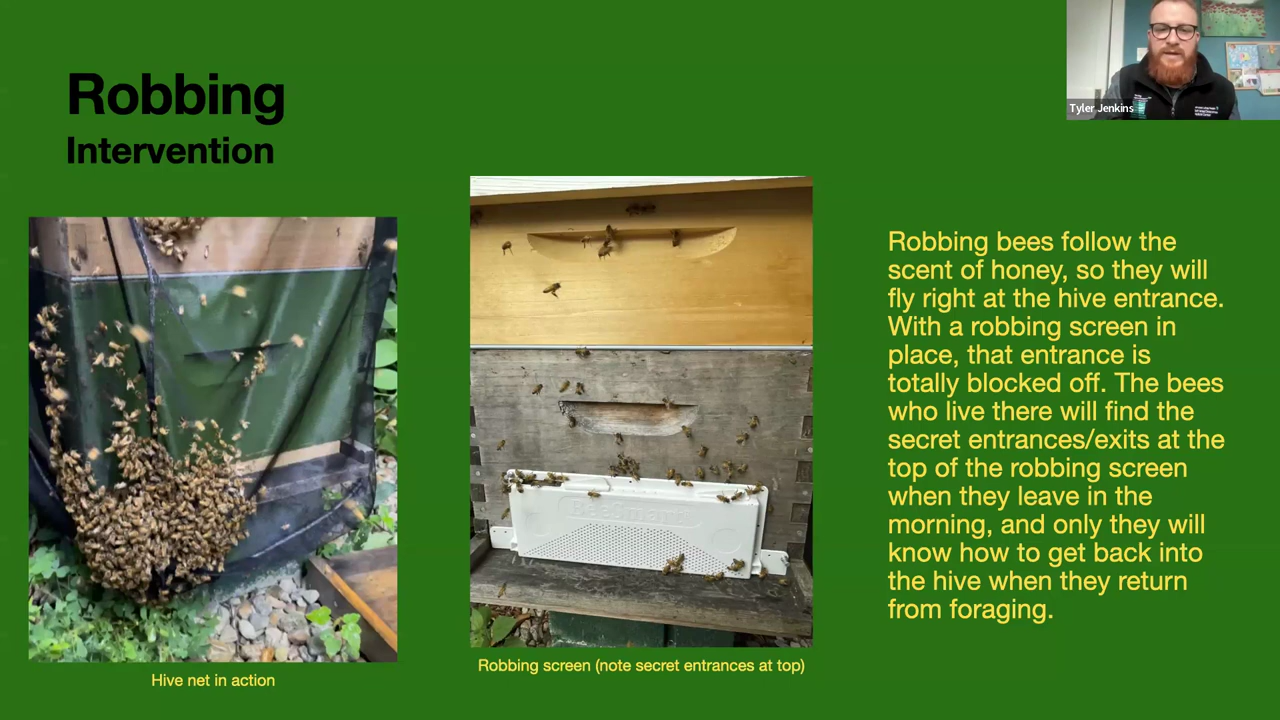 Robbing
Intervention
Tyler Jenkins
Robbing bees follow the
scent of honey, so they will
fly right at the hive entrance.
With a robbing screen in
place, that entrance is
totally blocked off. The bees
who live there will find the
secret entrances/exits at the
top of the robbing screen
when they leave in the
morning, and only they will
know how to get back into
the hive when they return
from foraging.
BeeSmart
Hive net in action
Robbing screen (note secret entrances at top)